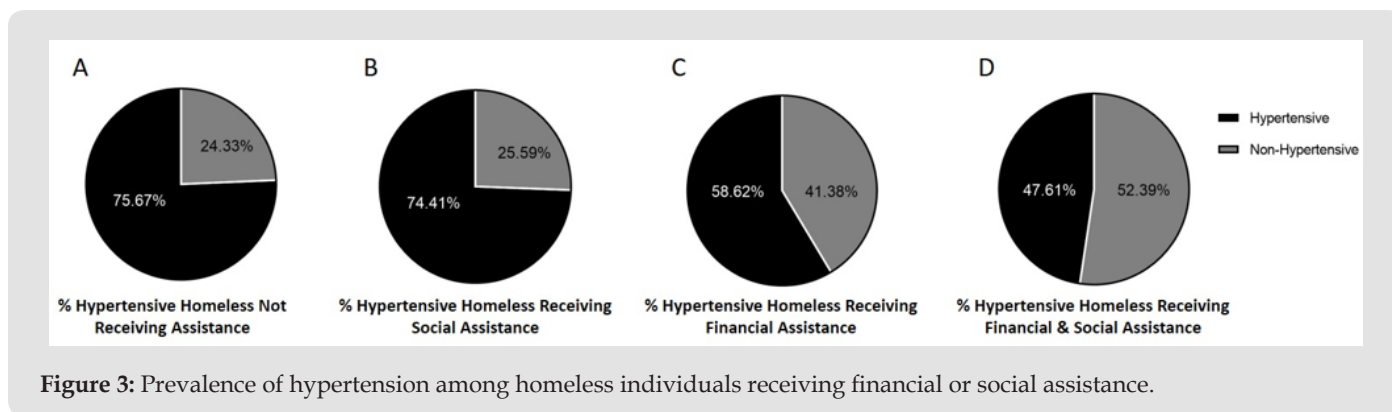 A
B
C
D
24.33%
75.67%
25.59%
74.41%
58.62%
41.38%
47.61%
52.39%
Hypertensive
Non-Hypertensive
% Hypertensive Homeless Not
Receiving Assistance
% Hypertensive Homeless Receiving
Social Assistance
% Hypertensive Homeless Receiving
Financial Assistance
% Hypertensive Homeless Receiving
Financial & Social Assistance
Figure 3: Prevalence of hypertension among homeless individuals receiving financial or social assistance.